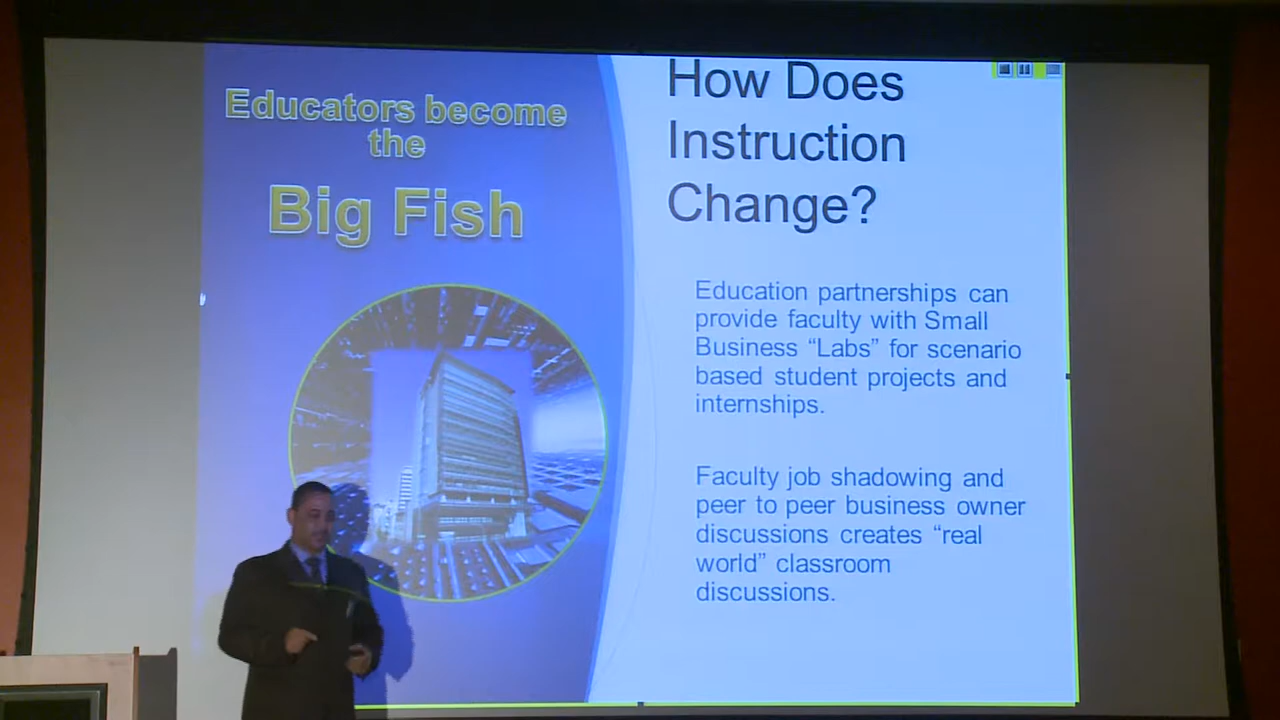 Educators become
the
Big Fish
How Does
Instruction
Change?
Education partnerships can
provide faculty with Small
Business “Labs” for scenario
based student projects and
internships.
Faculty job shadowing and
peer to peer business owner
discussions creates “real
world” classroom
discussions.